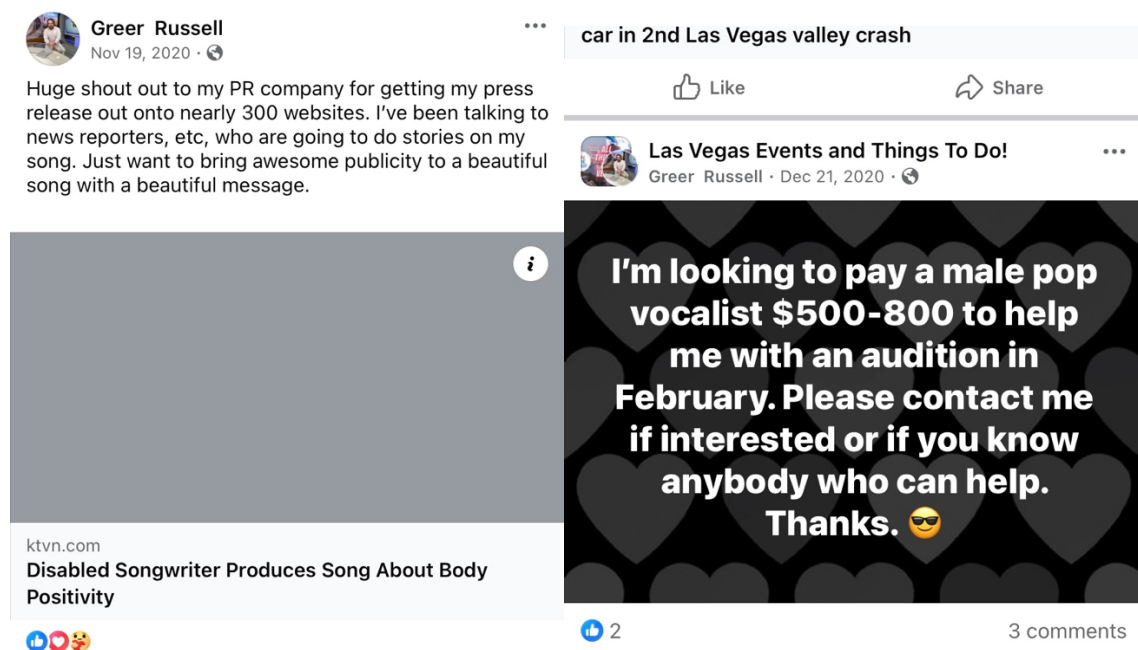 Greer Russell
Nov 19, 2020 ·
Huge shout out to my PR company for getting my press
release out onto nearly 300 websites. I've been talking to
news reporters, etc, who are going to do stories on my
song. Just want to bring awesome publicity to a beautiful
song with a beautiful message.
i
ktvn.com
Disabled Songwriter Produces Song About Body
Positivity
car in 2nd Las Vegas valley crash
Like
Share
Las Vegas Events and Things To Do!
Greer Russell · Dec 21, 2020 ·
I'm looking to pay a male pop
vocalist $500-800 to help
me with an audition in
February. Please contact me
if interested or if you know
anybody who can help.
Thanks. 😎
2
3 comments